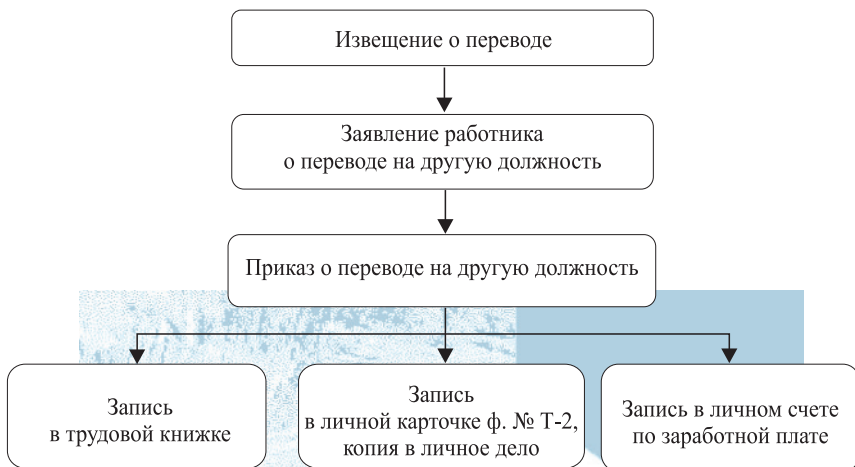 Извещение о переводе
Заявление работника
о переводе на другую должность
Приказ о переводе на другую должность
Запись
в трудовой книжке
Запись
в личной карточке ф. № Т-2,
копия в личное дело
Запись в личном счете
по заработной плате